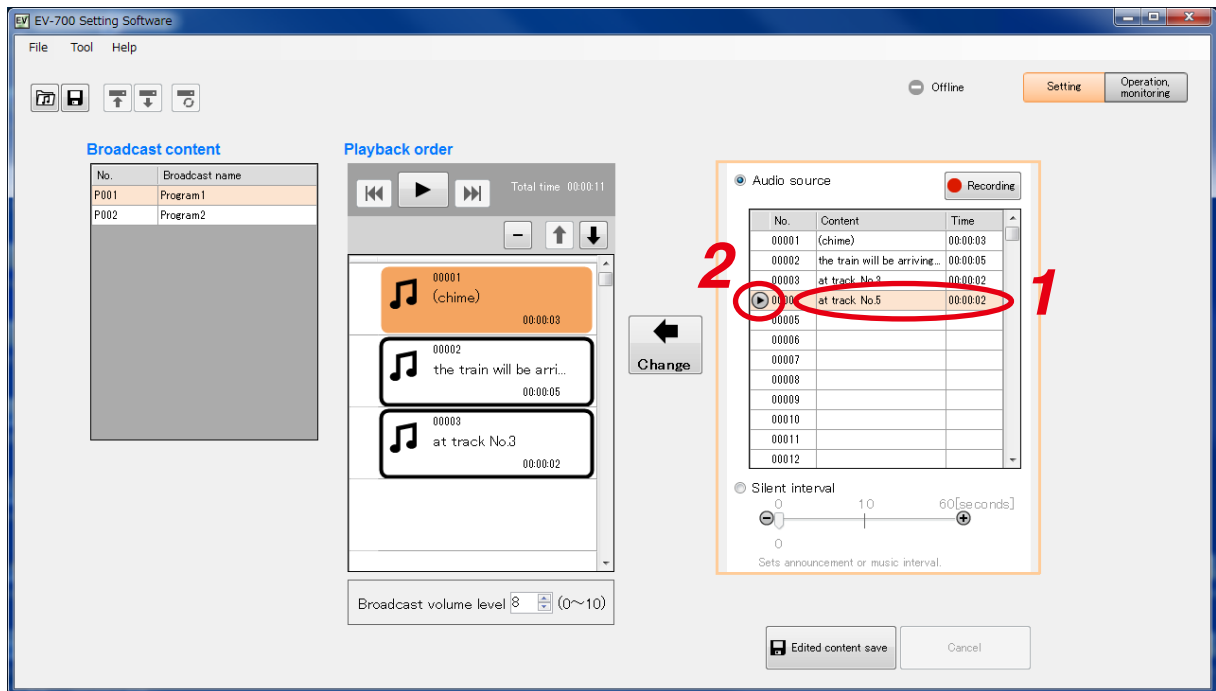 EV EV-700 Setting Software
File Tool Help
Offline
Setting
Operation,
monitoring
Broadcast content
No. Broadcast name
P001 Program1
P002 Program2
Playback order
Total time 00:00:11
00001
(chime)
00:00:03
00002
the train will be arri...
00:00:05
00003
at track No.3
00:00:02
Broadcast volume level 8 (0～10)
Change
Audio source
Recording
No. Content Time
00001 (chime) 00:00:03
00002 the train will be arriving... 00:00:05
00003 at track No.3 00:00:02
at track No.5 00:00:02
00005
00006
00007
00008
00009
00010
00011
00012
2
1
Silent interval
0 10 60[seconds]
0
Sets announcement or music interval.
Edited content save
Cancel